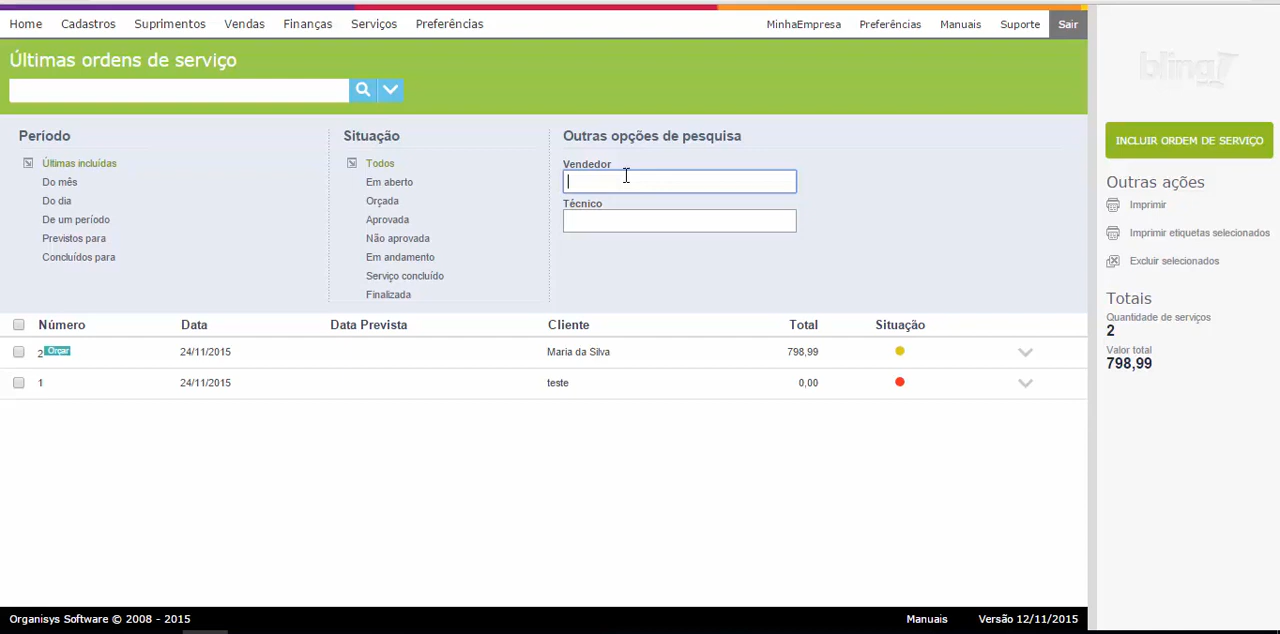 Home Cadastros Suprimentos Vendas Finanças Serviços Preferências MinhaEmpresa Preferências Manuais Suporte Sair
Últimas ordens de serviço
Período
Últimas incluídas
Do mês
Do dia
De um período
Previstos para
Concluídos para
Situação
Todos
Em aberto
Orçada
Aprovada
Não aprovada
Em andamento
Serviço concluído
Finalizada
Outras opções de pesquisa
Vendedor
Técnico
Número Data Data Prevista Cliente Total Situação
2 Orçar 24/11/2015 Maria da Silva 798,99
1 24/11/2015 teste 0,00
bling
INCLUIR ORDEM DE SERVIÇO
Outras ações
Imprimir
Imprimir etiquetas selecionados
Excluir selecionados
Totais
Quantidade de serviços
2
Valor total
798,99
Organisys Software © 2008 - 2015 Manuais Versão 12/11/2015